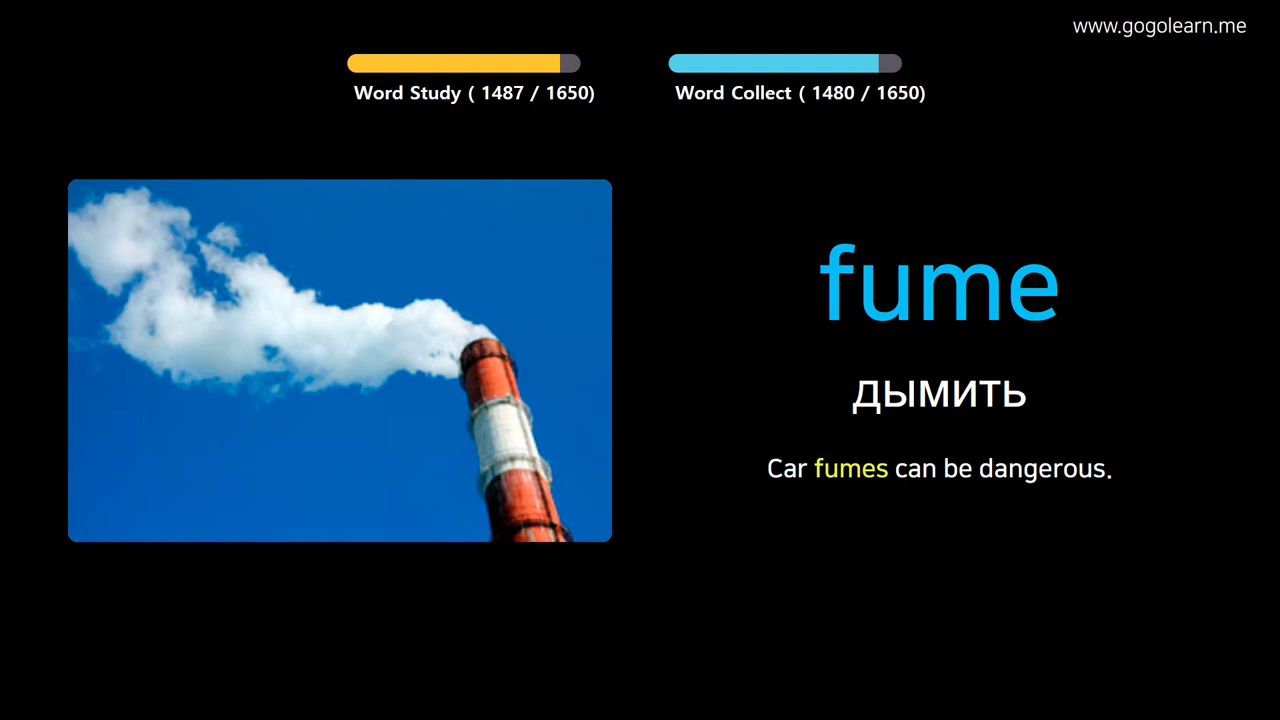 www.gogolearn.me
Word Study ( 1487 / 1650)
Word Collect ( 1480 / 1650)
fume
дымить
Car fumes can be dangerous.